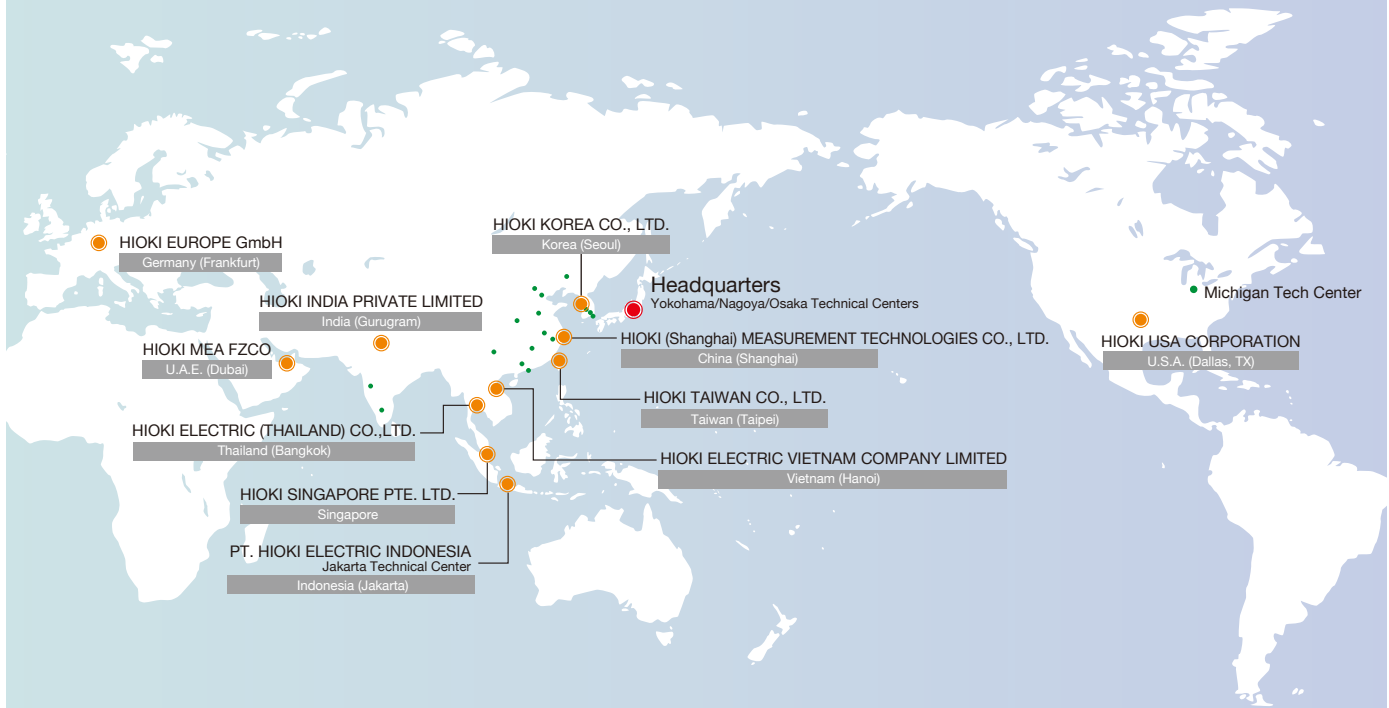 HIOKI KOREA CO., LTD.
Korea (Seoul)
HIOKI EUROPE GmbH
Germany (Frankfurt)
Headquarters
Yokohama/Nagoya/Osaka Technical Centers
Michigan Tech Center
HIOKI INDIA PRIVATE LIMITED
India (Gurugram)
HIOKI (Shanghai) MEASUREMENT TECHNOLOGIES CO., LTD.
China (Shanghai)
HIOKI USA CORPORATION
U.S.A. (Dallas, TX)
HIOKI MEA FZCO
U.A.E. (Dubai)
HIOKI TAIWAN CO., LTD.
Taiwan (Taipei)
HIOKI ELECTRIC (THAILAND) CO.,LTD.
Thailand (Bangkok)
HIOKI ELECTRIC VIETNAM COMPANY LIMITED
Vietnam (Hanoi)
HIOKI SINGAPORE PTE. LTD.
Singapore
PT. HIOKI ELECTRIC INDONESIA
Jakarta Technical Center
Indonesia (Jakarta)